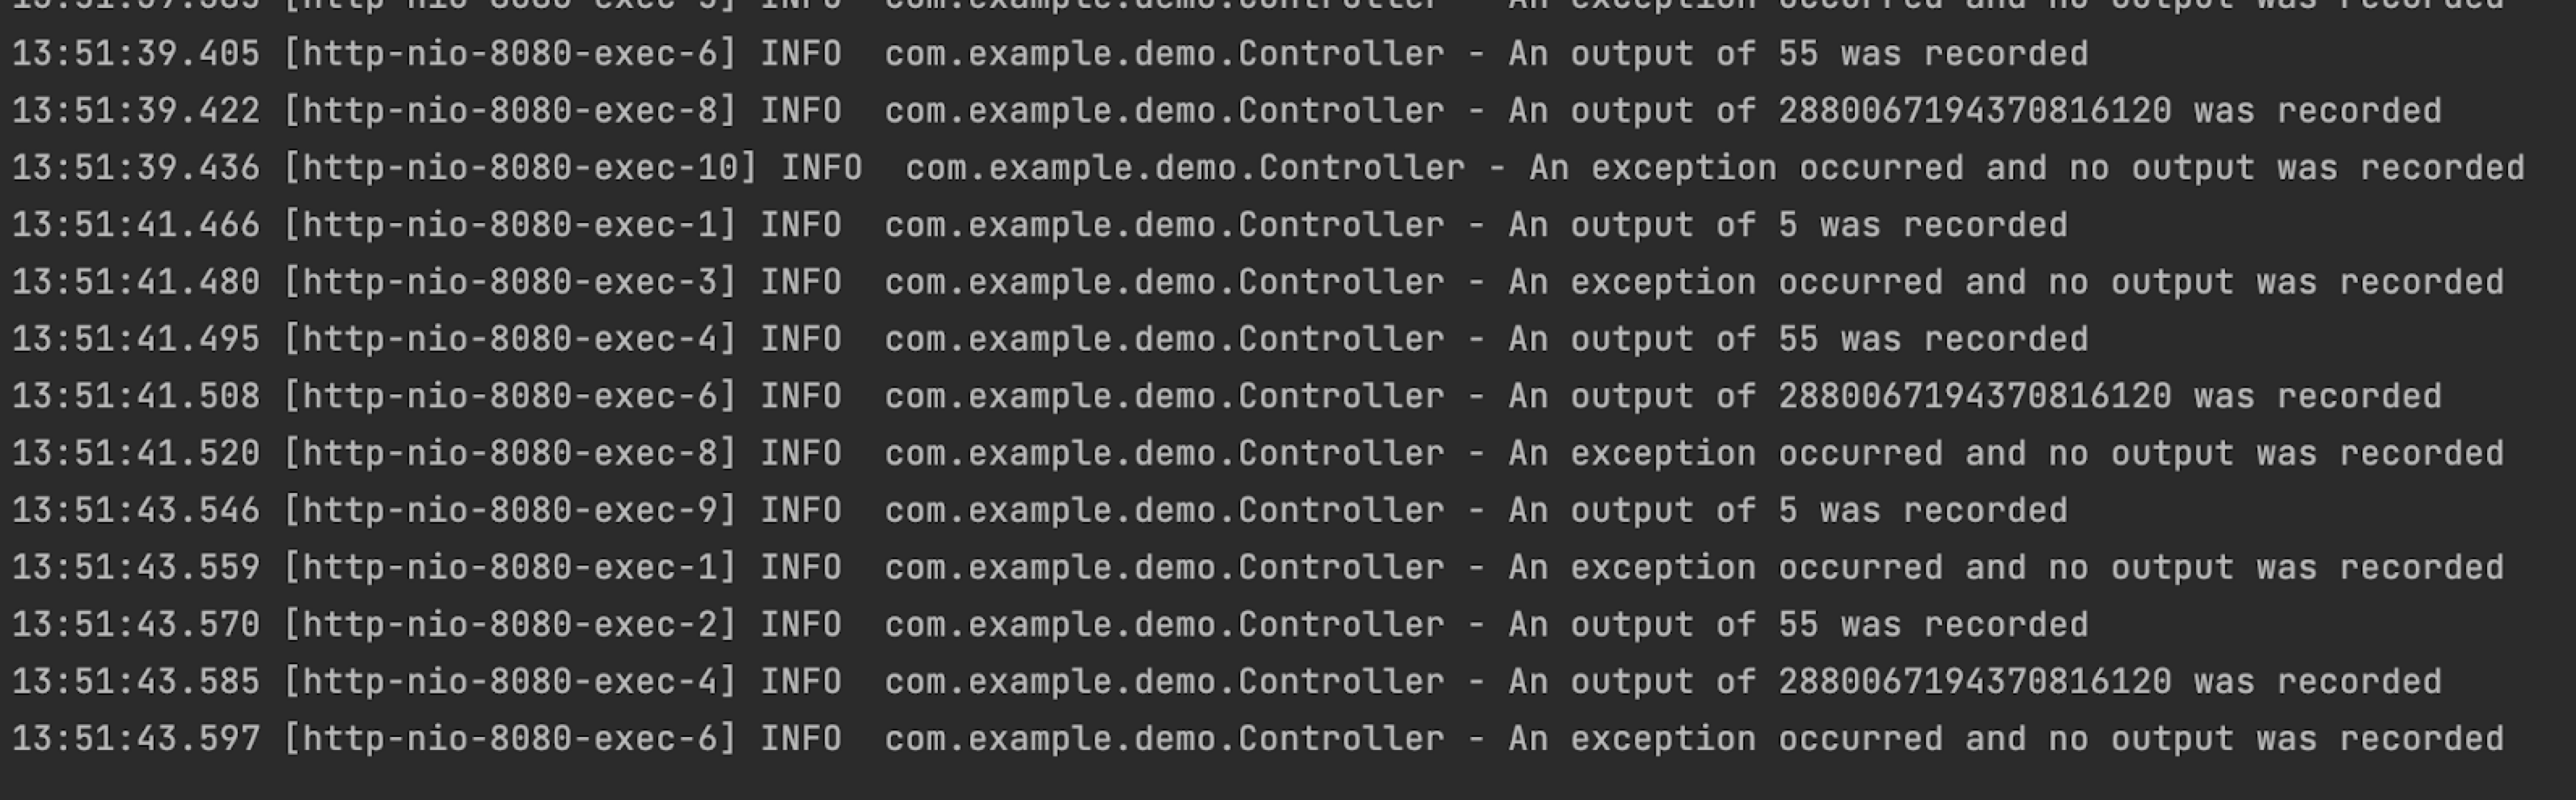 [http-nio-8080-exec-5] INFO  com.example.demo.Controller - An exception occurred and no output was recorded
13:51:39.405 [http-nio-8080-exec-6] INFO  com.example.demo.Controller - An output of 55 was recorded
13:51:39.422 [http-nio-8080-exec-8] INFO  com.example.demo.Controller - An output of 2880067194370816120 was recorded
13:51:39.436 [http-nio-8080-exec-10] INFO  com.example.demo.Controller - An exception occurred and no output was recorded
13:51:41.466 [http-nio-8080-exec-1] INFO  com.example.demo.Controller - An output of 5 was recorded
13:51:41.480 [http-nio-8080-exec-3] INFO  com.example.demo.Controller - An exception occurred and no output was recorded
13:51:41.495 [http-nio-8080-exec-4] INFO  com.example.demo.Controller - An output of 55 was recorded
13:51:41.508 [http-nio-8080-exec-6] INFO  com.example.demo.Controller - An output of 2880067194370816120 was recorded
13:51:41.520 [http-nio-8080-exec-8] INFO  com.example.demo.Controller - An exception occurred and no output was recorded
13:51:43.546 [http-nio-8080-exec-9] INFO  com.example.demo.Controller - An output of 5 was recorded
13:51:43.559 [http-nio-8080-exec-1] INFO  com.example.demo.Controller - An exception occurred and no output was recorded
13:51:43.570 [http-nio-8080-exec-2] INFO  com.example.demo.Controller - An output of 55 was recorded
13:51:43.585 [http-nio-8080-exec-4] INFO  com.example.demo.Controller - An output of 2880067194370816120 was recorded
13:51:43.597 [http-nio-8080-exec-6] INFO  com.example.demo.Controller - An exception occurred and no output was recorded